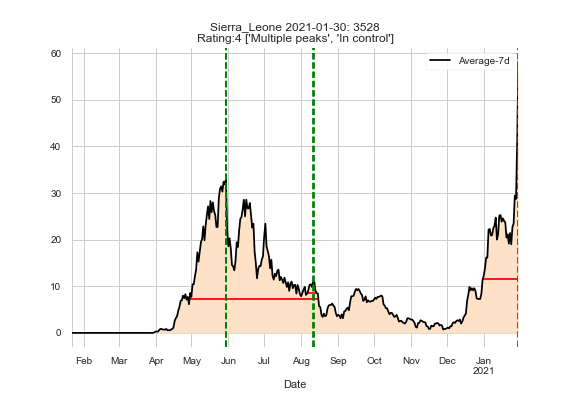 Sierra_Leone 2021-01-30: 3528
Rating:4 ['Multiple peaks', 'In control']
Average-7d
60
50
40
30
20
10
0
Feb Mar Apr May Jun Jul Aug Sep Oct Nov Dec Jan
2021
Date